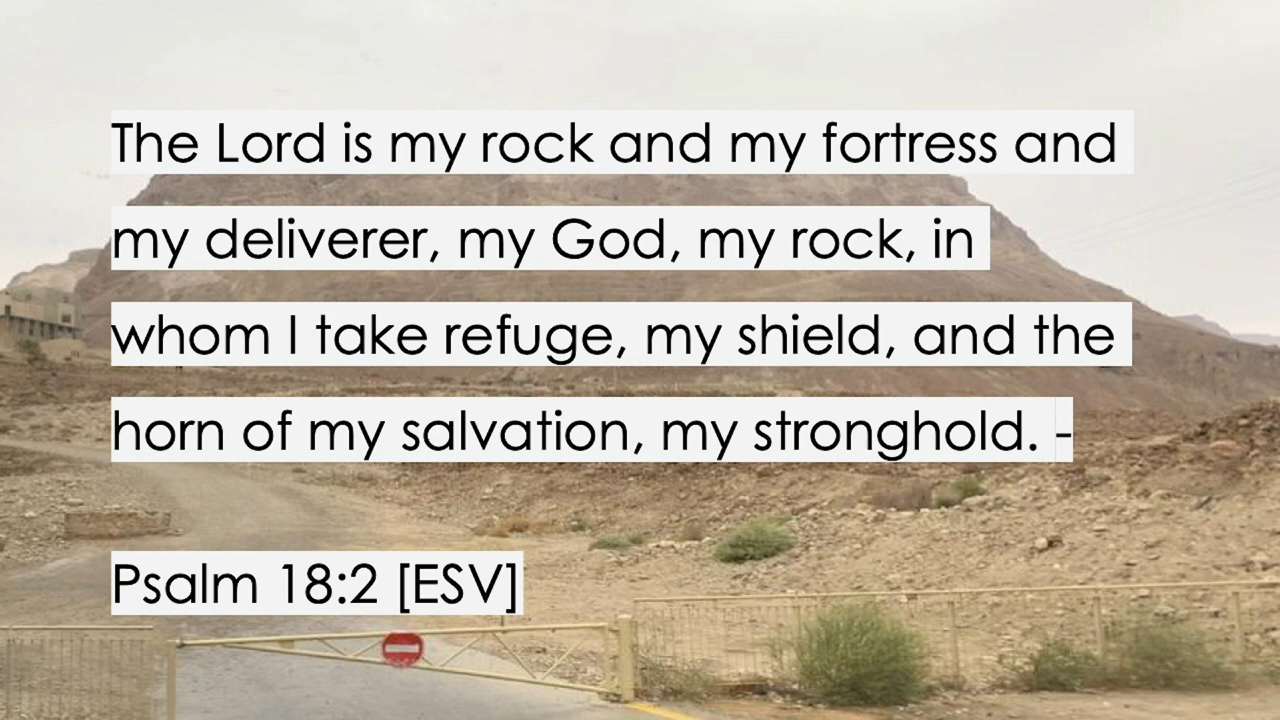 The Lord is my rock and my fortress and
my deliverer, my God, my rock, in
whom I take refuge, my shield, and the
horn of my salvation, my stronghold. -
Psalm 18:2 [ESV]